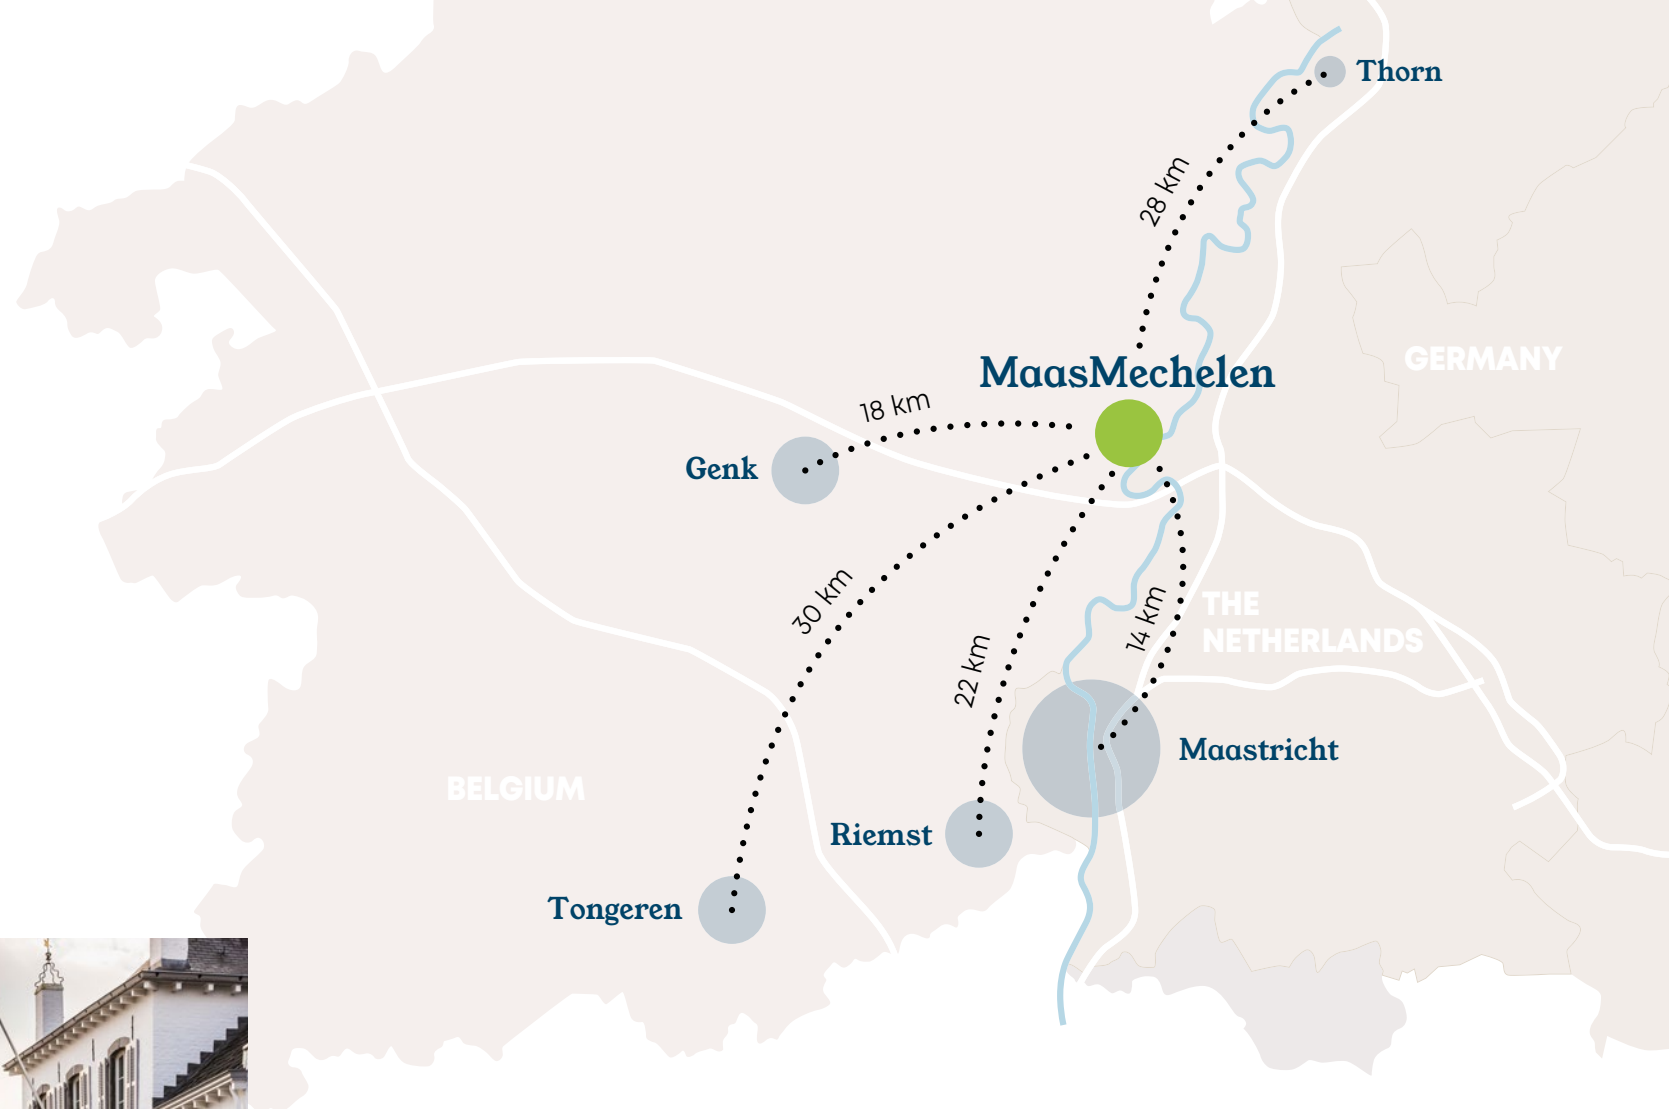 Thorn
28 km
GERMANY
MaasMechelen
18 km
Genk
30 km
22 km
14 km
THE
NETHERLANDS
Maastricht
BELGIUM
Riemst
Tongeren